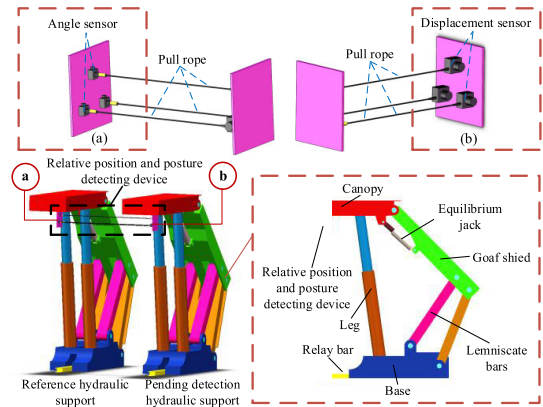 Angle sensor
Displacement sensor
Pull rope
Pull rope
(a)
(b)
Relative position and posture
detecting device
a
b
Canopy
Equilibrium
jack
Goaf shied
Relative position
and posture
detecting device
Leg
Lemniscate
bars
Relay bar
Base
Reference hydraulic
support
Pending detection
hydraulic support